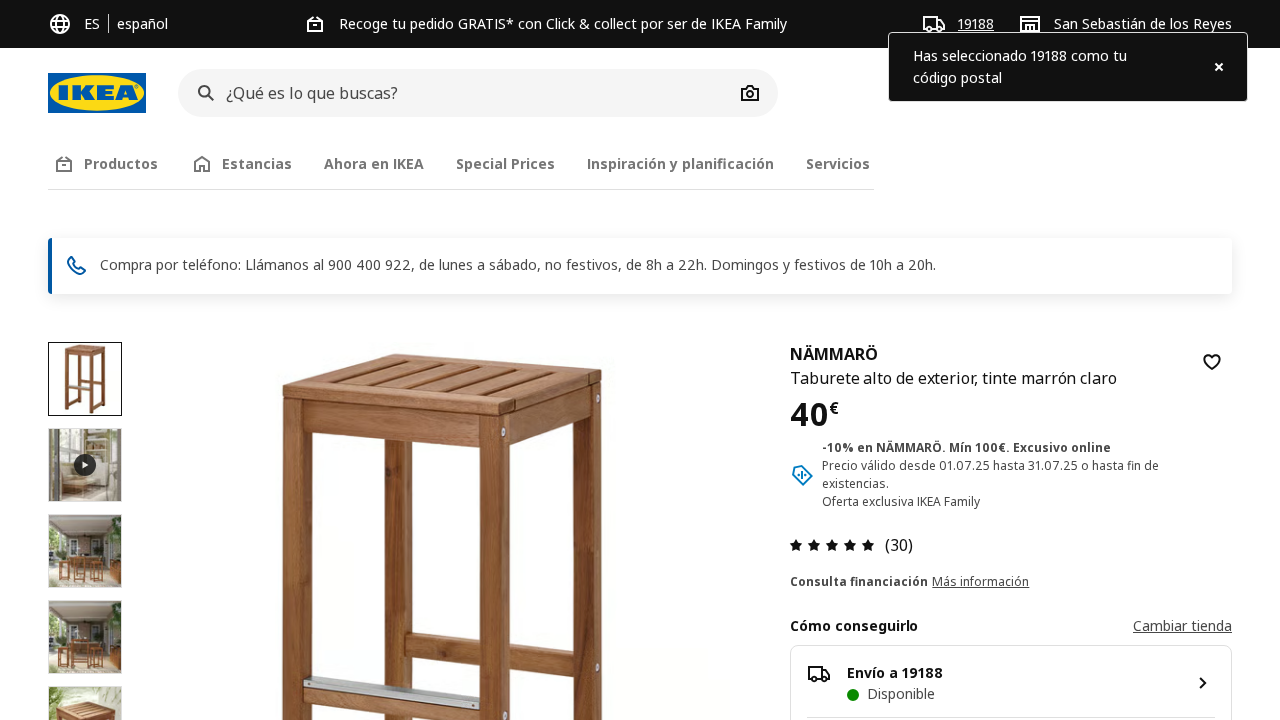 ES
español
Recoge tu pedido GRATIS* con Click & collect por ser de IKEA Family
19188
San Sebastián de los Reyes
Has seleccionado 19188 como tu
código postal
IKEA
¿Qué es lo que buscas?
Productos
Estancias
Ahora en IKEA
Special Prices
Inspiración y planificación
Servicios
Compra por teléfono: Llámanos al 900 400 922, de lunes a sábado, no festivos, de 8h a 22h. Domingos y festivos de 10h a 20h.
NÄMMARÖ
Taburete alto de exterior, tinte marrón claro
40€
-10% en NÄMMARÖ. Mín 100€. Excusivo online
Precio válido desde 01.07.25 hasta 31.07.25 o hasta fin de
existencias.
Oferta exclusiva IKEA Family
(30)
Consulta financiación Más información
Cómo conseguirlo
Cambiar tienda
Envío a 19188
Disponible